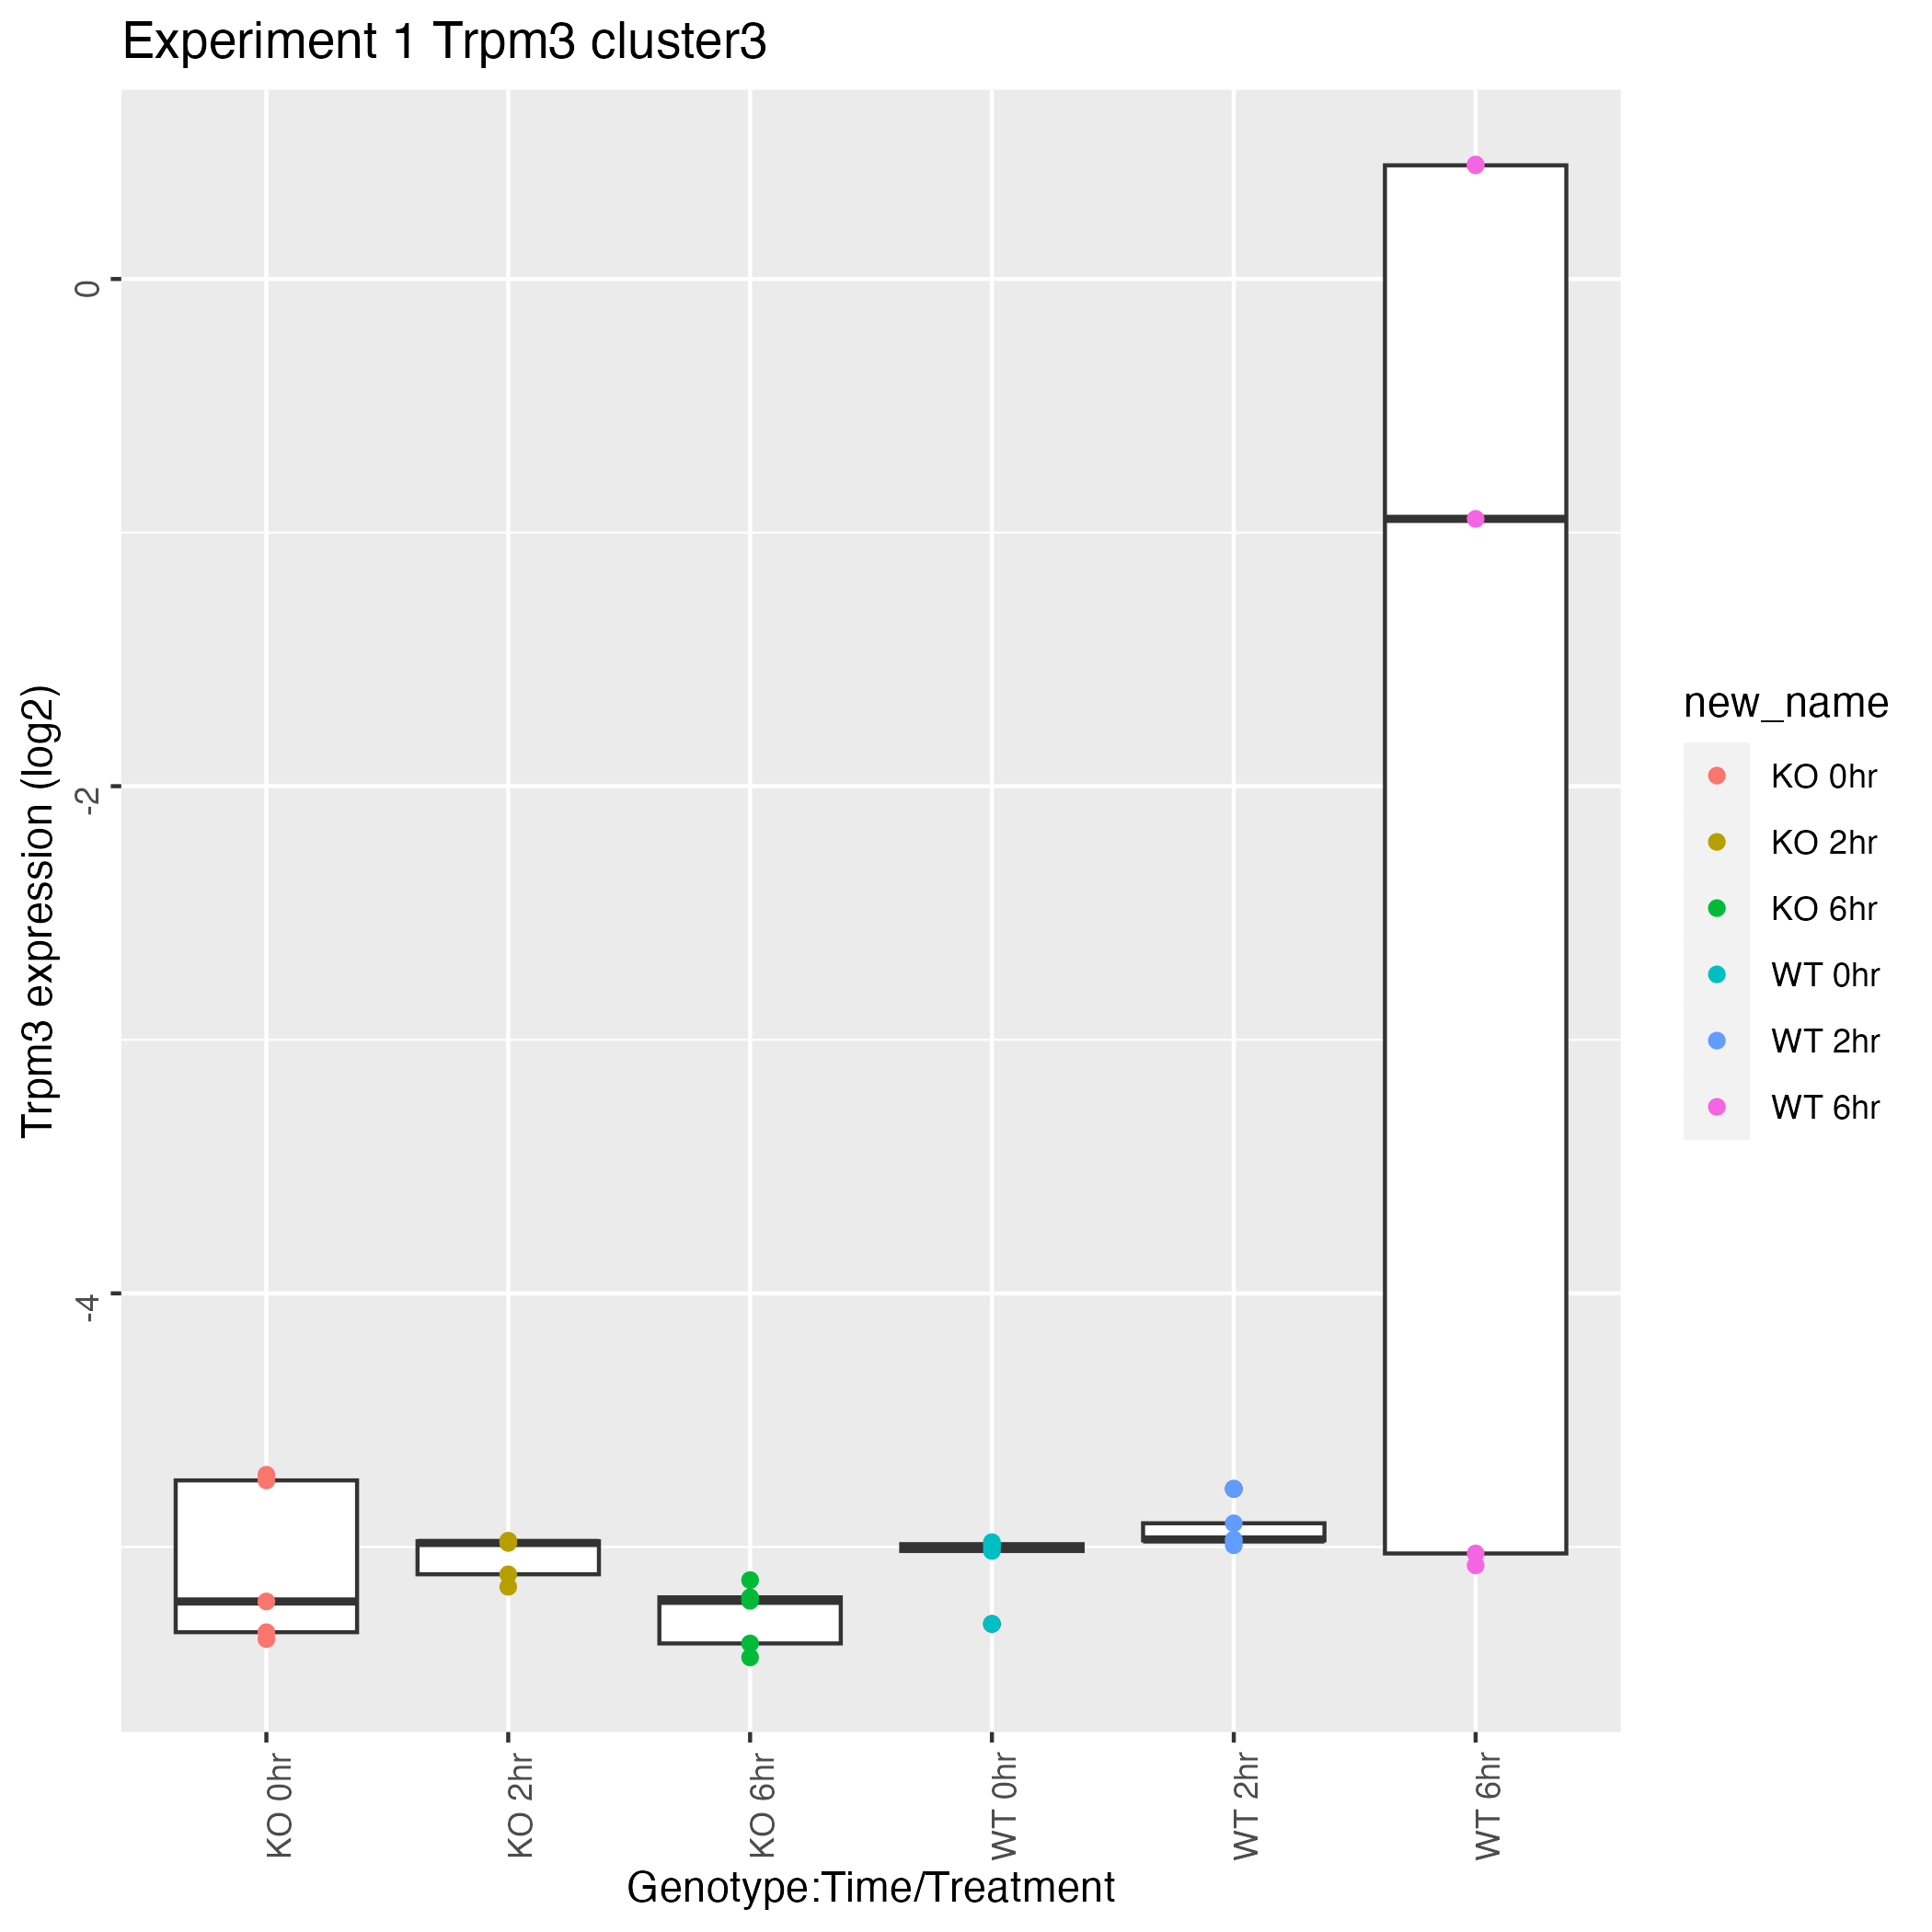 Experiment 1 Trpm3 cluster3
Trpm3 expression (log2)
0
-2
-4
KO 0hr
KO 2hr
KO 6hr
WT 0hr
WT 2hr
WT 6hr
Genotype:Time/Treatment
new_name
KO 0hr
KO 2hr
KO 6hr
WT 0hr
WT 2hr
WT 6hr